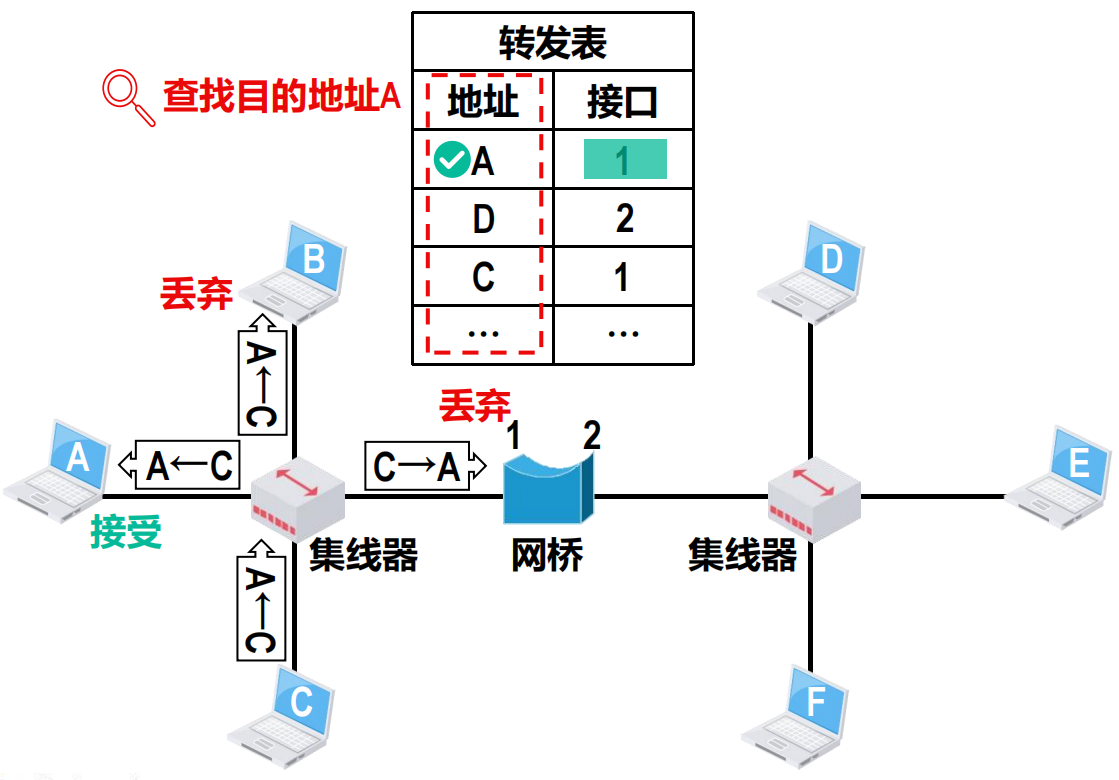 转发表
查找目的地址A
地址 接口
A 1
D 2
C 1
... ...
B
丢弃
A←C
D
丢弃
1 2
A
A←C
C→A
E
接受
集线器
网桥
集线器
A←C
C
F